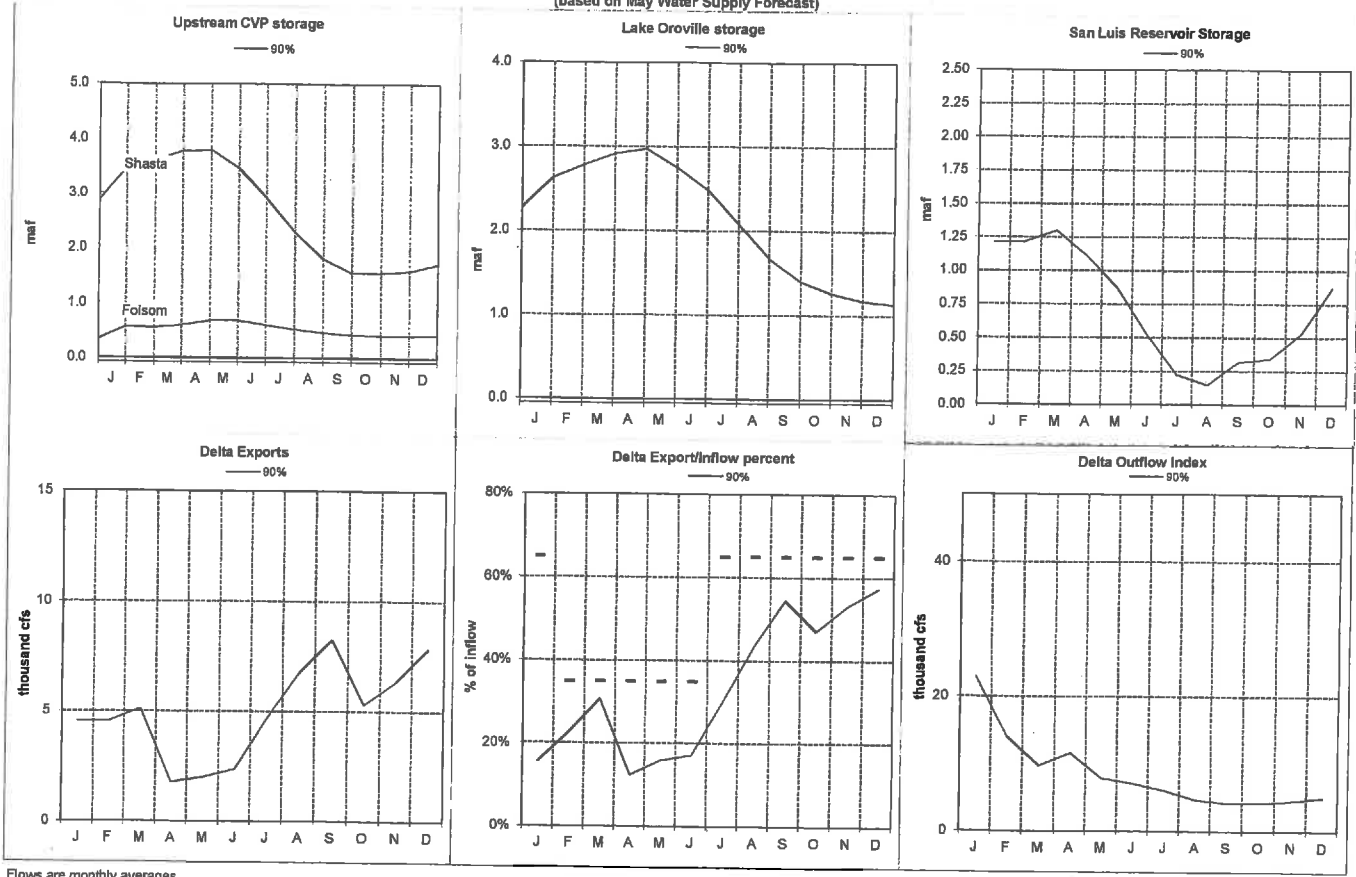 (based on May Water Supply Forecast)
Upstream CVP storage
90%
5.0
4.0
3.0
2.0
1.0
0.0
maf
Shasta
Folsom
J F M A M J J A S O N D
Lake Oroville storage
90%
4.0
3.0
2.0
1.0
0.0
maf
J F M A M J J A S O N D
San Luis Reservoir Storage
90%
2.50
2.25
2.00
1.75
1.50
1.25
1.00
0.75
0.50
0.25
0.00
maf
J F M A M J J A S O N D
Delta Exports
90%
15
10
5
0
thousand cfs
J F M A M J J A S O N D
Delta Export/Inflow percent
90%
80%
60%
40%
20%
0%
% of inflow
J F M A M J J A S O N D
Delta Outflow Index
90%
40
20
0
thousand cfs
J F M A M J J A S O N D
Flows are monthly averages